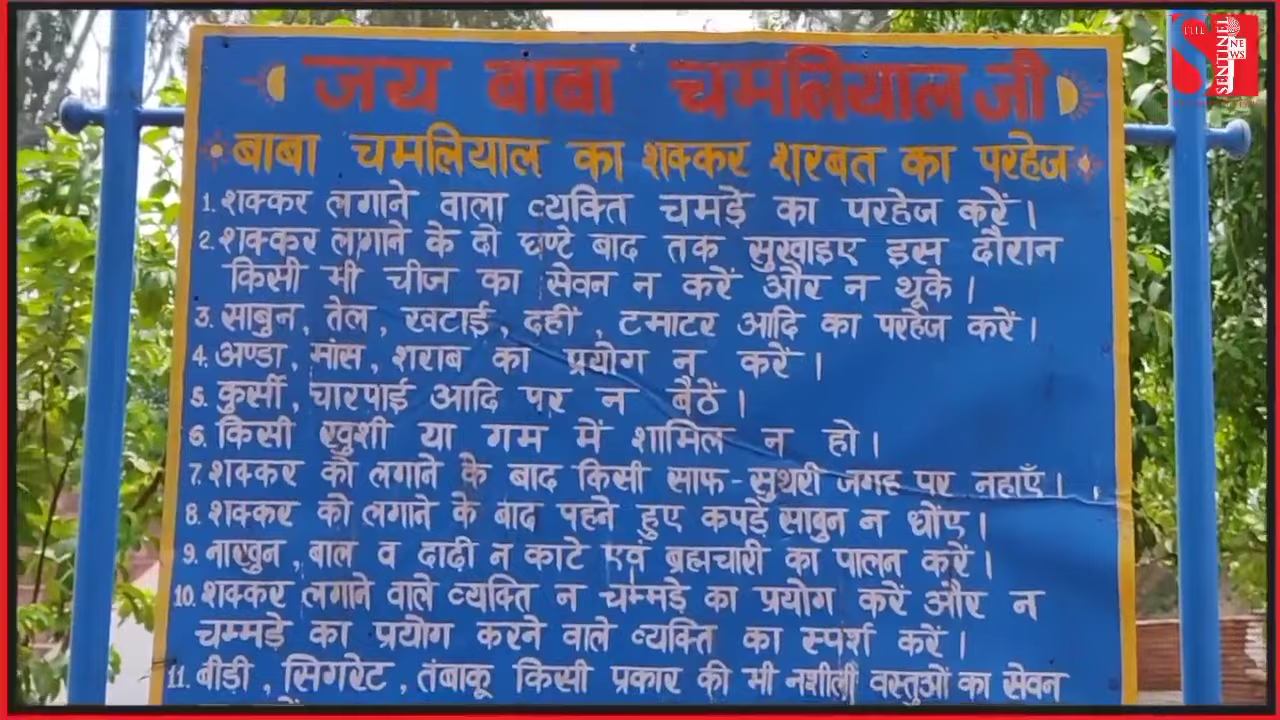 THE SENTINEL
NEWS
जय बाबा चमलियाल जी
बाबा चमलियाल का शक्कर शरबत का परहेज
1. शक्कर लगाने वाला व्यक्ति चमड़े का परहेज करें।
2. शक्कर लगाने के दो घण्टे बाद तक सुखाइए इस दौरान
किसी भी चीज का सेवन न करें और न थूके।
3. साबुन, तेल, खटाई, दही, टमाटर आदि का परहेज करें।
4. अण्डा, मांस, शराब का प्रयोग न करें।
5. कुर्सी, चारपाई आदि पर न बैठें।
6. किसी खुशी या गम में शामिल न हो।
7. शक्कर को लगाने के बाद किसी साफ-सुथरी जगह पर नहाएँ।
8. शक्कर को लगाने के बाद पहने हुए कपड़े साबुन न धोंए।
9. नाखुन, बाल व दाढ़ी न काटे एवं ब्रह्मचारी का पालन करें।
10. शक्कर लगाने वाले व्यक्ति न चम्मड़े का प्रयोग करें और न
चम्मड़े का प्रयोग करने वाले व्यक्ति का स्पर्श करें।
11. बीड़ी, सिगरेट, तंबाकू किसी प्रकार की भी नशीली वस्तुओं का सेवन